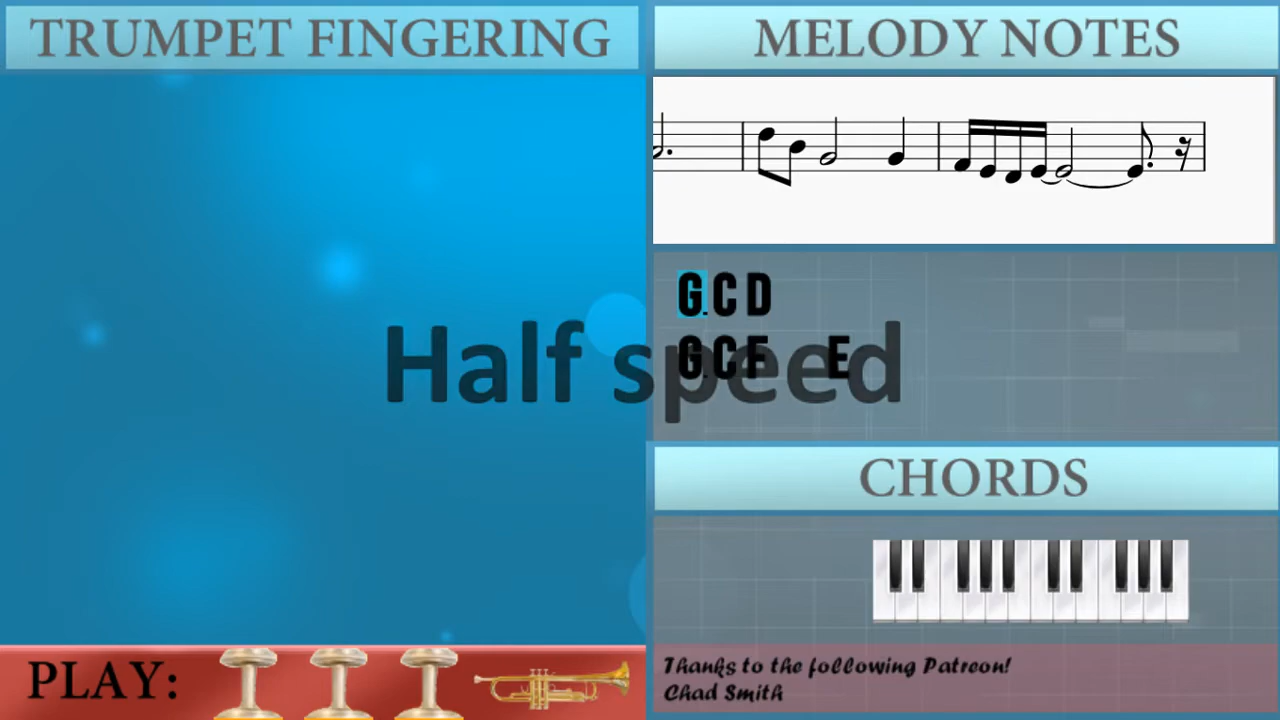 TRUMPET FINGERING
MELODY NOTES
G. C D
G. C F E
Half speed
CHORDS
PLAY:
Thanks to the following Patreon!
Chad Smith